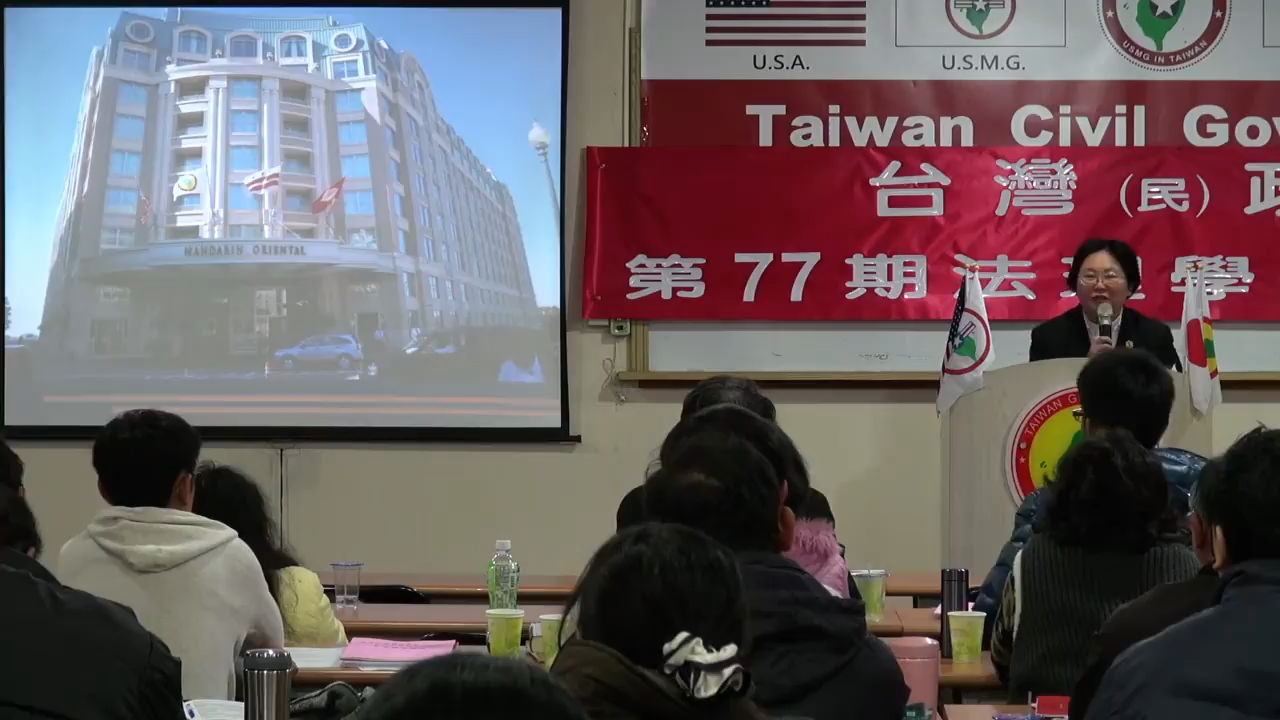 MANDARIN ORIENTAL
U.S.A.
U.S.M.G.
USMG IN TAIWAN
Taiwan Civil Gov
台灣(民)政
第77期法理學
TAIWAN G